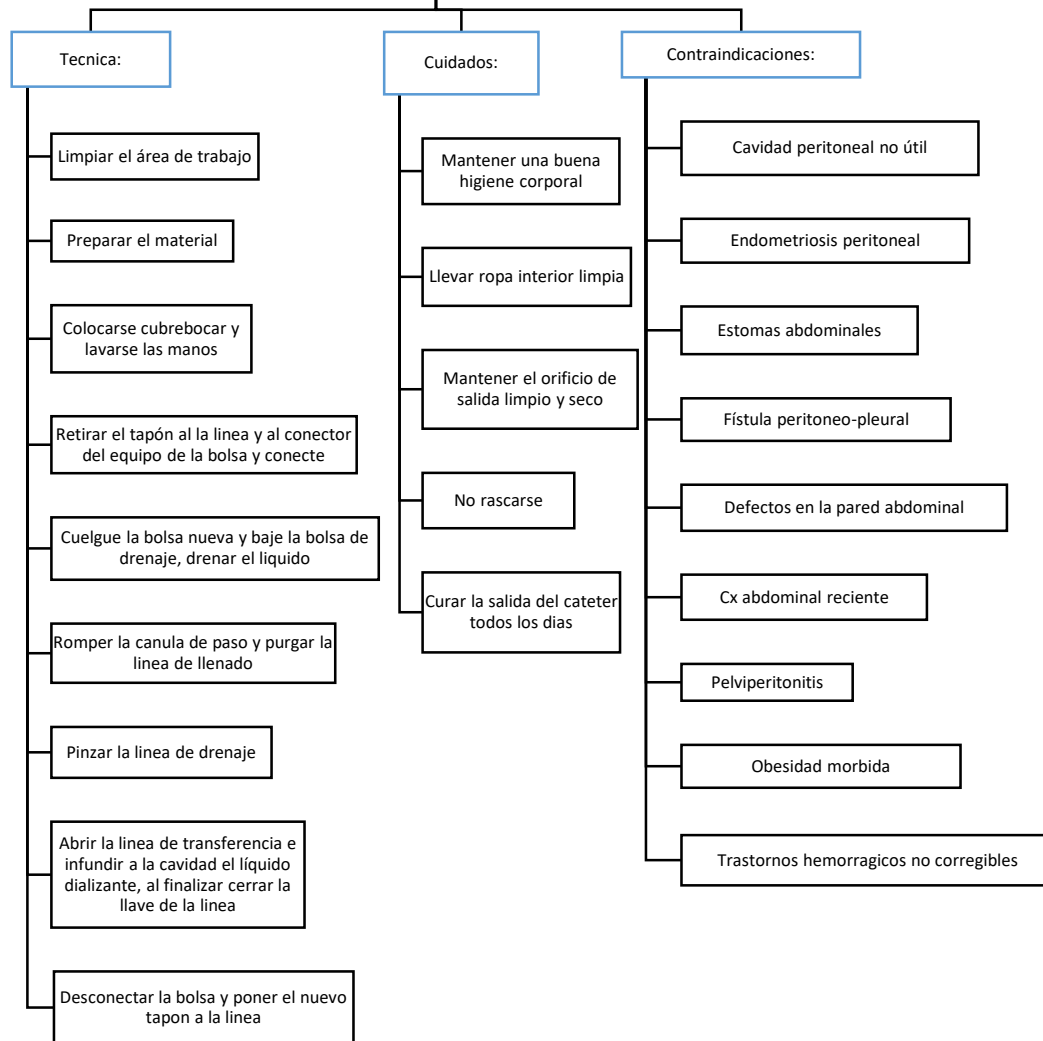 Tecnica:
Limpiar el área de trabajo
Preparar el material
Colocarse cubrebocar y
lavarse las manos
Retirar el tapón al la linea y al conector
del equipo de la bolsa y conecte
Cuelgue la bolsa nueva y baje la bolsa de
drenaje, drenar el liquido
Romper la canula de paso y purgar la
linea de llenado
Pinzar la linea de drenaje
Abrir la linea de transferencia e
infundir a la cavidad el líquido
dializante, al finalizar cerrar la
llave de la linea
Desconectar la bolsa y poner el nuevo
tapon a la linea
Cuidados:
Mantener una buena
higiene corporal
Llevar ropa interior limpia
Mantener el orificio de
salida limpio y seco
No rascarse
Curar la salida del cateter
todos los dias
Contraindicaciones:
Cavidad peritoneal no útil
Endometriosis peritoneal
Estomas abdominales
Fístula peritoneo-pleural
Defectos en la pared abdominal
Cx abdominal reciente
Pelviperitonitis
Obesidad morbida
Trastornos hemorragicos no corregibles